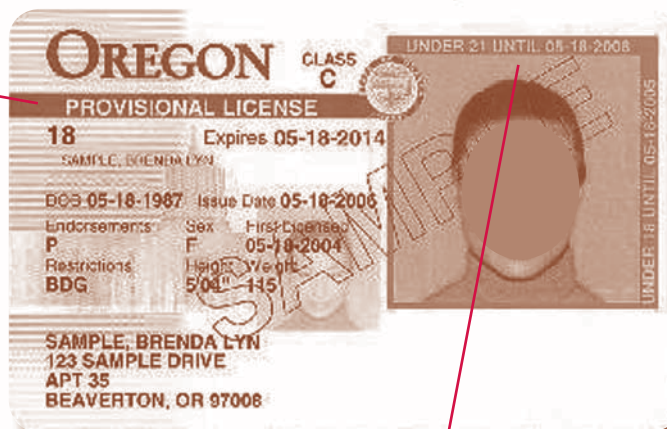 OREGON
CLASS
C
PROVISIONAL LICENSE
18
Expires 05-18-2014
SAMPLE, BRENDA LYN
DOB 05-18-1987 Issue Date 05-18-2006
Endorsements Sex First Licensed
P F 05-18-2004
Restrictions Height Weight
BDG 5'04" 115
SAMPLE, BRENDA LYN
123 SAMPLE DRIVE
APT 35
BEAVERTON, OR 97006
UNDER 21 UNTIL 05-18-2008
UNDER 18 UNTIL 05-18-2005
SAMPLE